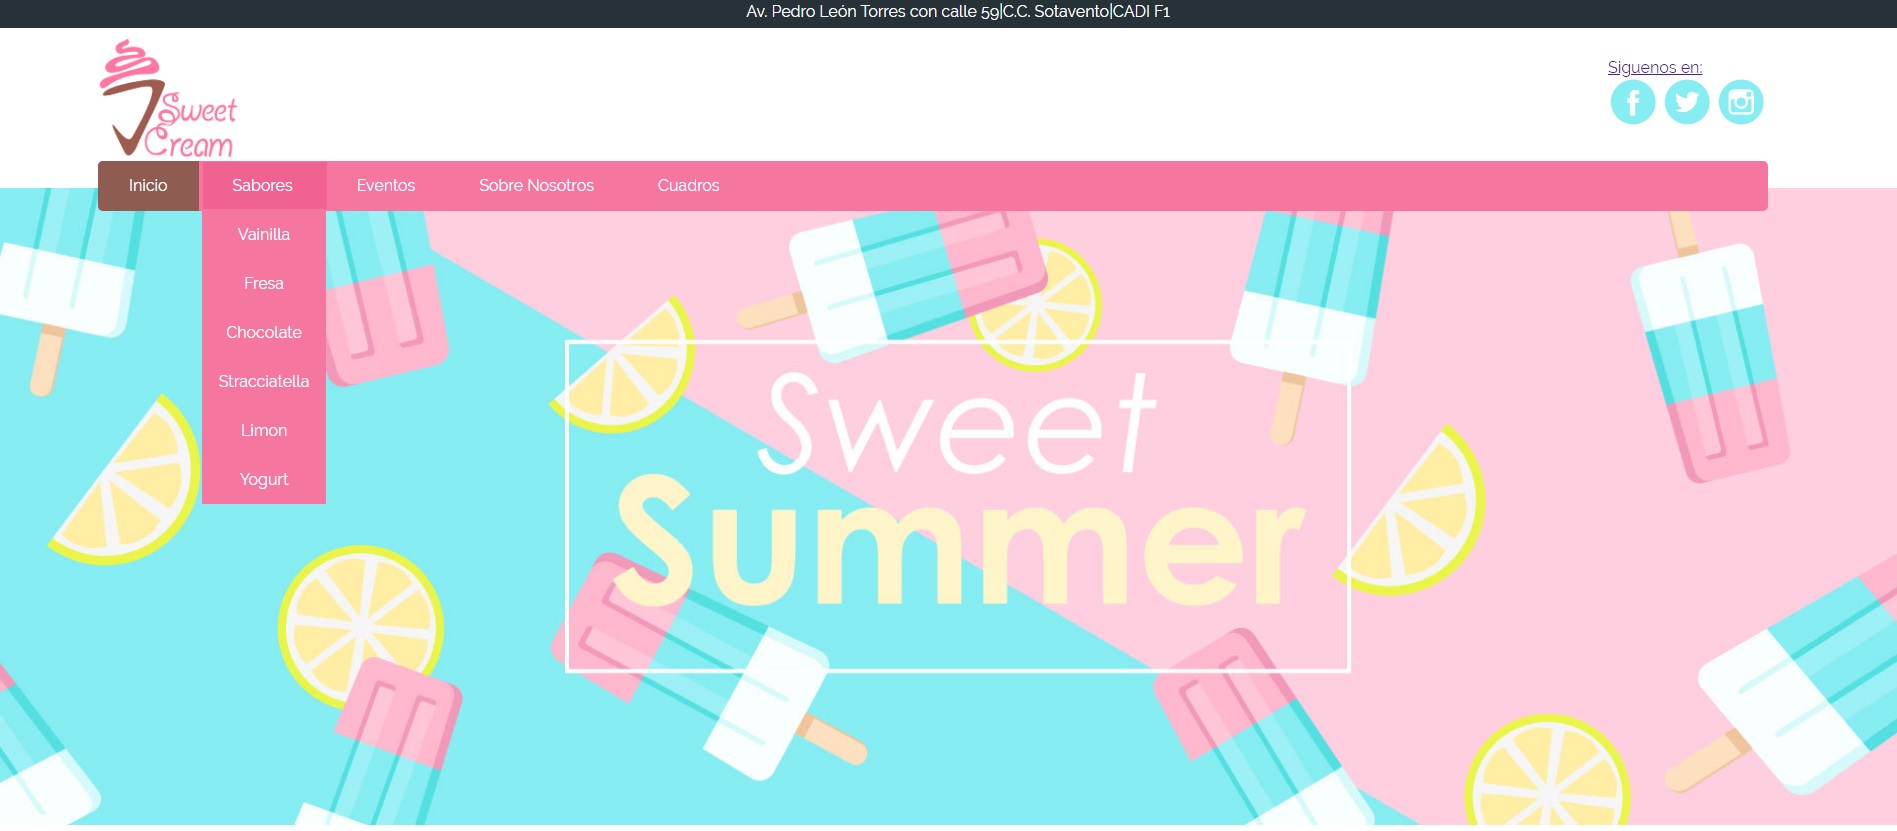 Av. Pedro León Torres con calle 59|C.C. Sotavento|CADI F1
Sweet
Cream
Siguenos en:
Inicio Sabores Eventos Sobre Nosotros Cuadros
Vainilla
Fresa
Chocolate
Stracciatella
Limon
Yogurt
Sweet
Summer